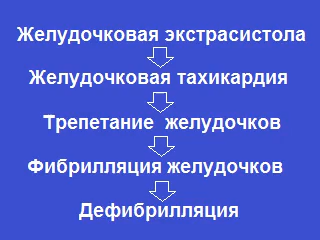 Желудочковая экстрасистола
Желудочковая тахикардия
Трепетание желудочков
Фибрилляция желудочков
Дефибрилляция